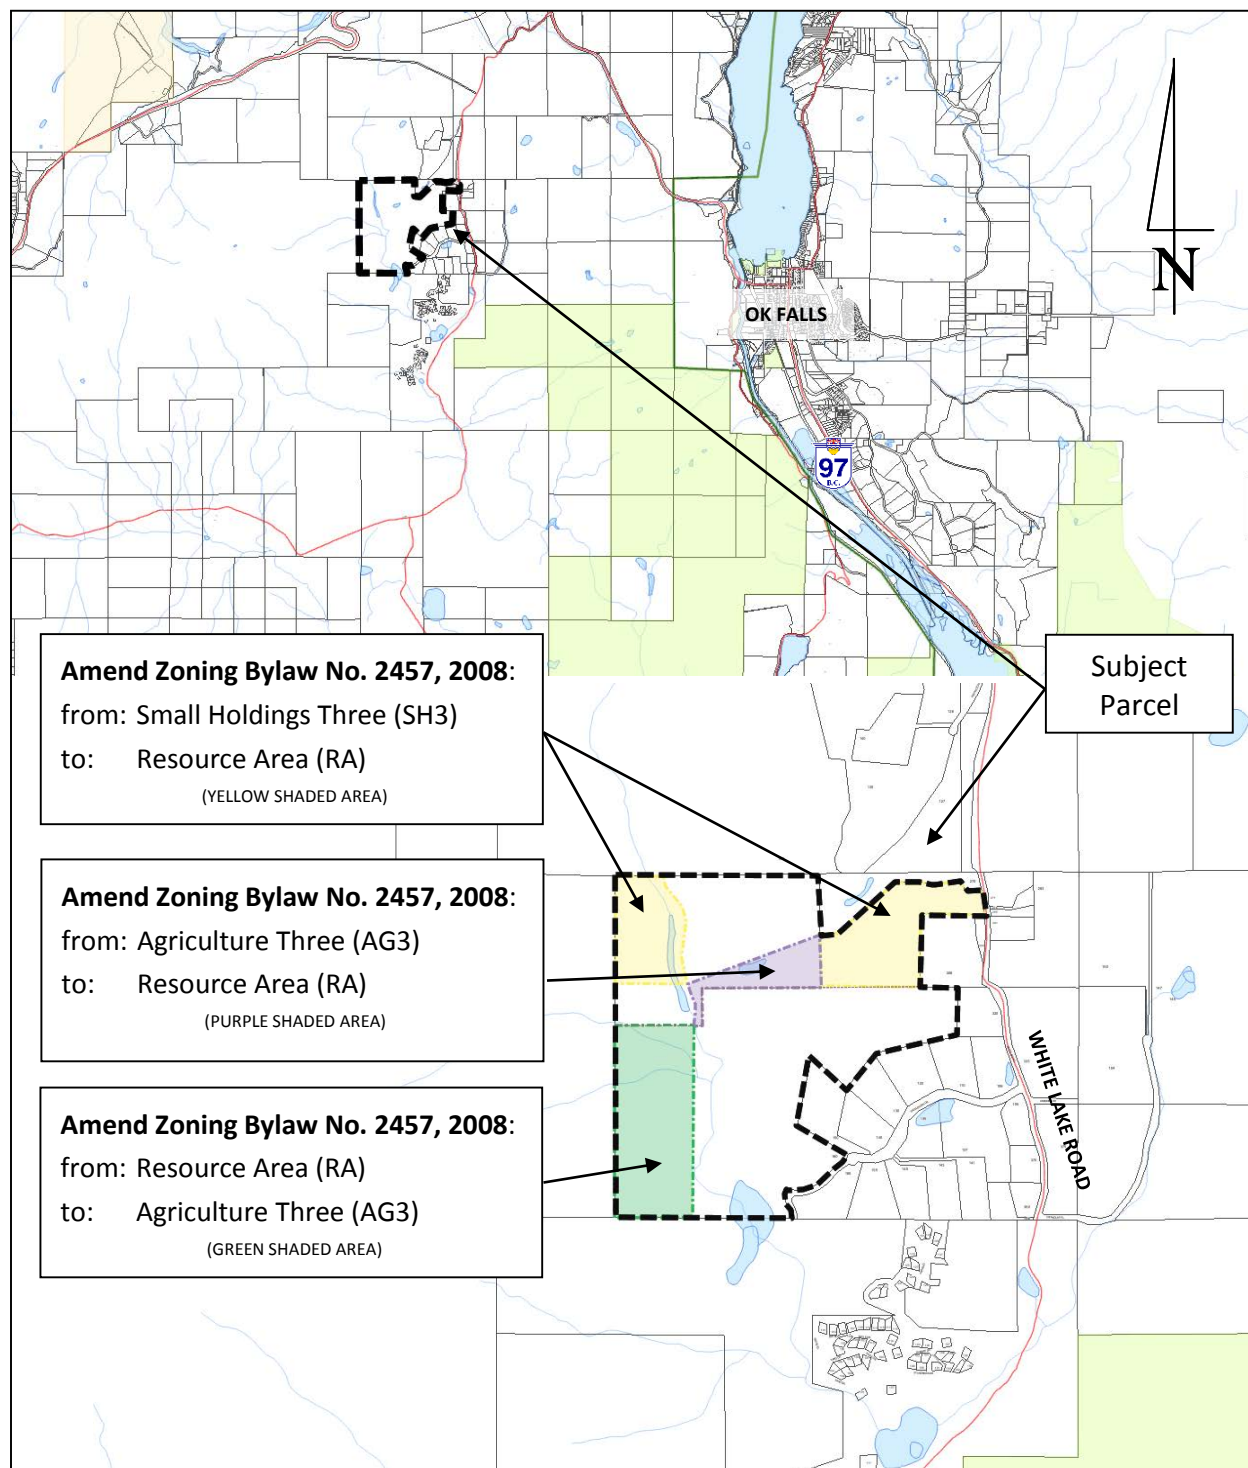 N
OK FALLS
97
B.C.
Amend Zoning Bylaw No. 2457, 2008:
from: Small Holdings Three (SH3)
to: Resource Area (RA)
(YELLOW SHADED AREA)
Subject
Parcel
Amend Zoning Bylaw No. 2457, 2008:
from: Agriculture Three (AG3)
to: Resource Area (RA)
(PURPLE SHADED AREA)
WHITE LAKE ROAD
Amend Zoning Bylaw No. 2457, 2008:
from: Resource Area (RA)
to: Agriculture Three (AG3)
(GREEN SHADED AREA)